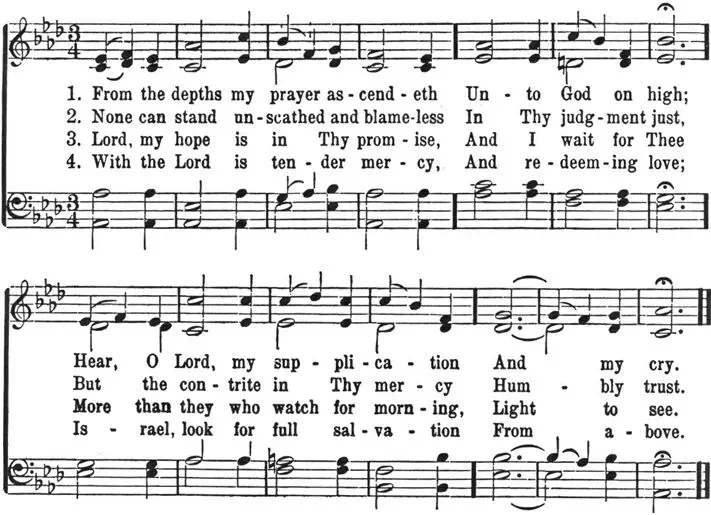 3
4
1. From the depths my prayer as - cend - eth Un - to God on high;
2. None can stand un - scathed and blame - less In Thy judg - ment just,
3. Lord, my hope is in Thy prom - ise, And I wait for Thee
4. With the Lord is ten - der mer - cy, And re - deem - ing love;
3
4
Hear, O Lord, my sup - pli - ca - tion And my cry.
But the con - trite in Thy mer - cy Hum - bly trust.
More than they who watch for morn - ing, Light to see.
Is - rael, look for full sal - va - tion From a - bove.